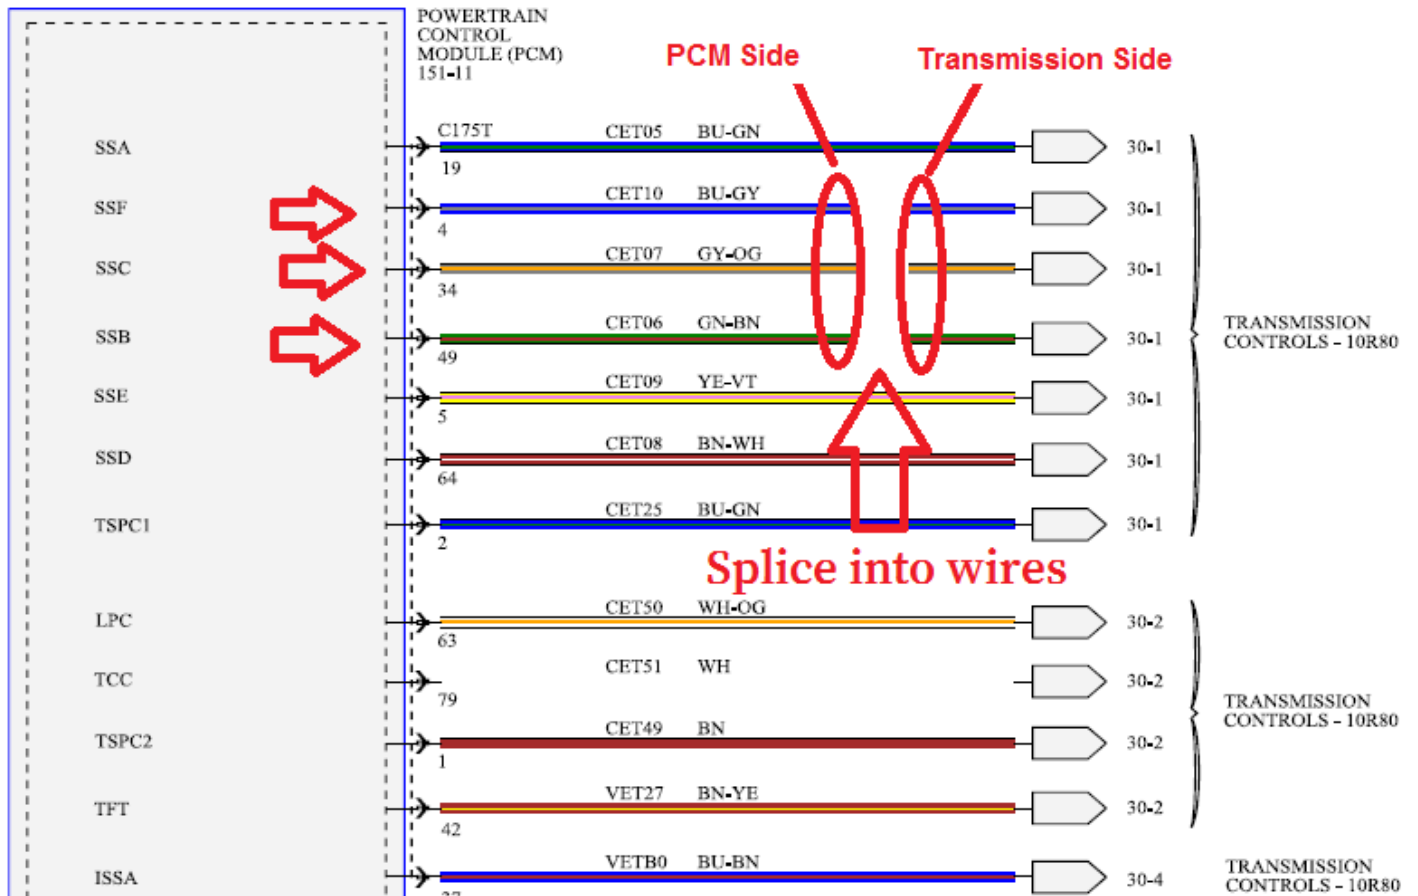 POWERTRAIN
CONTROL
MODULE (PCM)
151-11
PCM Side
Transmission Side
SSA
C175T
19
CET05 BU-GN
30-1
SSF
4
CET10 BU-GY
30-1
SSC
34
CET07 GY-OG
30-1
SSB
49
CET06 GN-BN
30-1
TRANSMISSION
CONTROLS - 10R80
SSE
5
CET09 YE-VT
30-1
SSD
64
CET08 BN-WH
30-1
TSPC1
2
CET25 BU-GN
30-1
Splice into wires
LPC
63
CET50 WH-OG
30-2
TCC
79
CET51 WH
30-2
TRANSMISSION
CONTROLS - 10R80
TSPC2
1
CET49 BN
30-2
TFT
42
VET27 BN-YE
30-2
ISSA
VETB0 BU-BN
30-4
TRANSMISSION
CONTROLS - 10R80